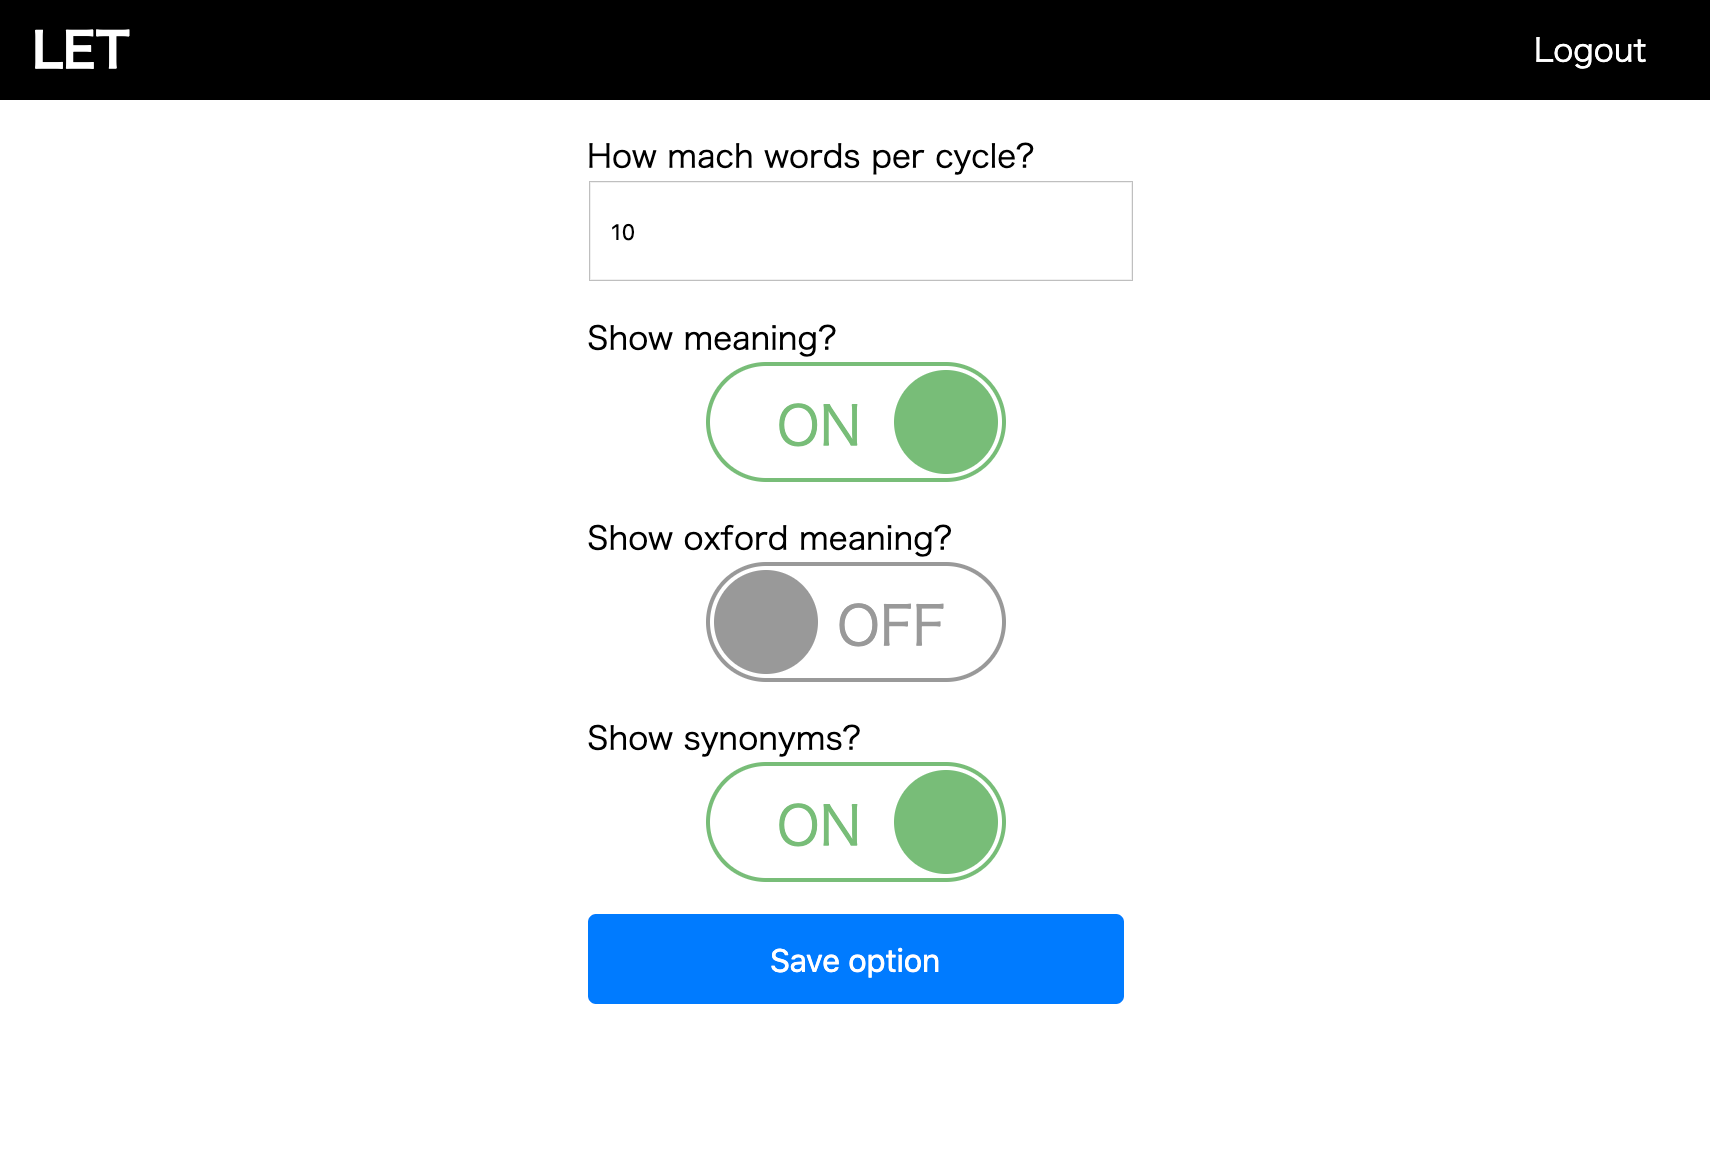 LET
Logout
How mach words per cycle?
10
Show meaning?
ON
Show oxford meaning?
OFF
Show synonyms?
ON
Save option